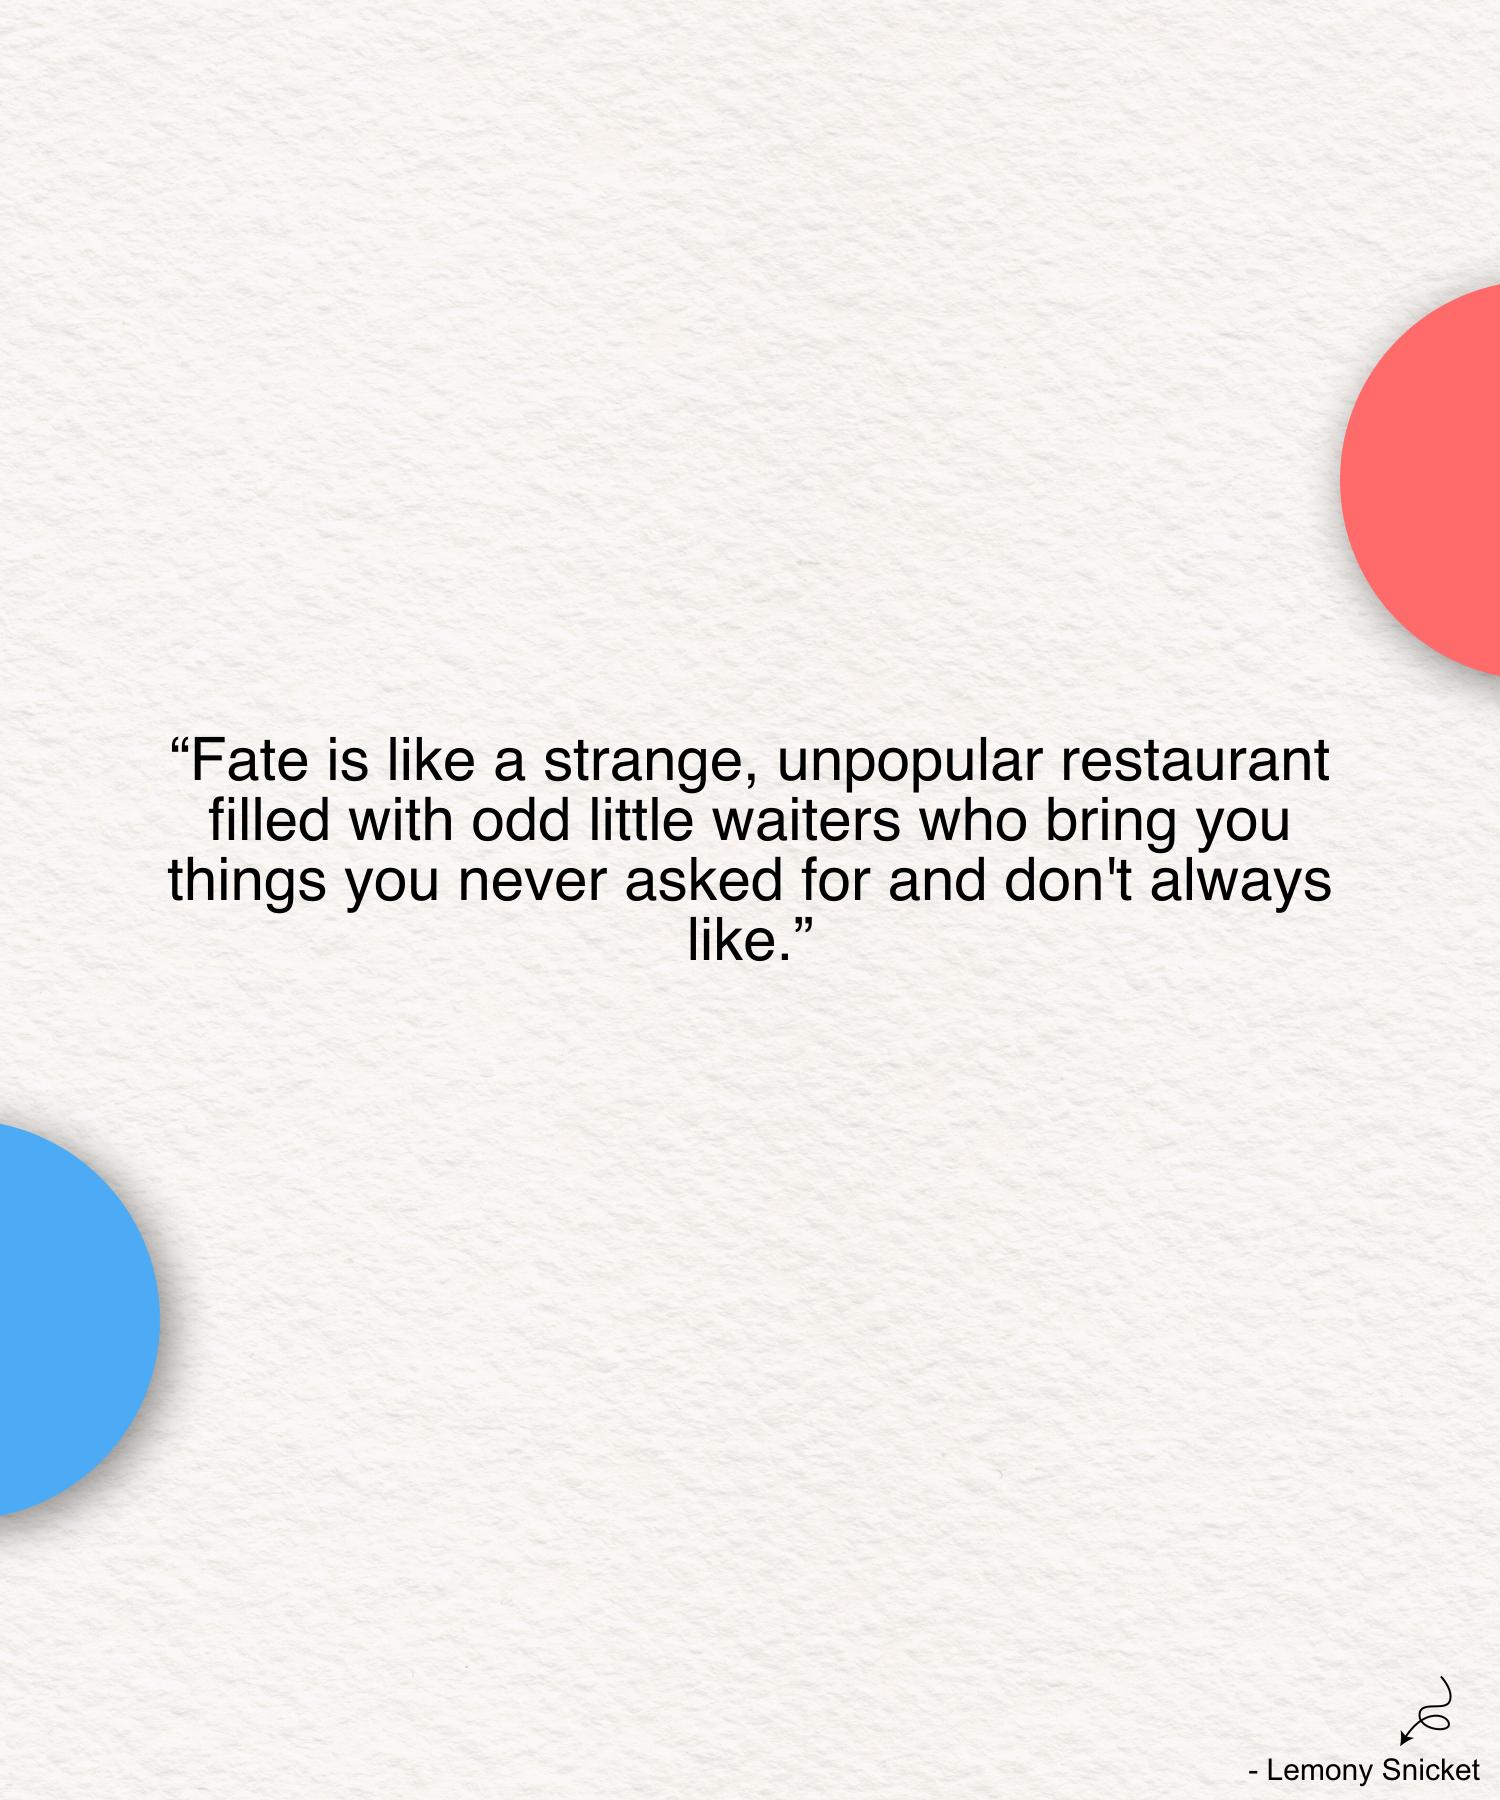 “Fate is like a strange, unpopular restaurant
filled with odd little waiters who bring you
things you never asked for and don't always
like.”
- Lemony Snicket